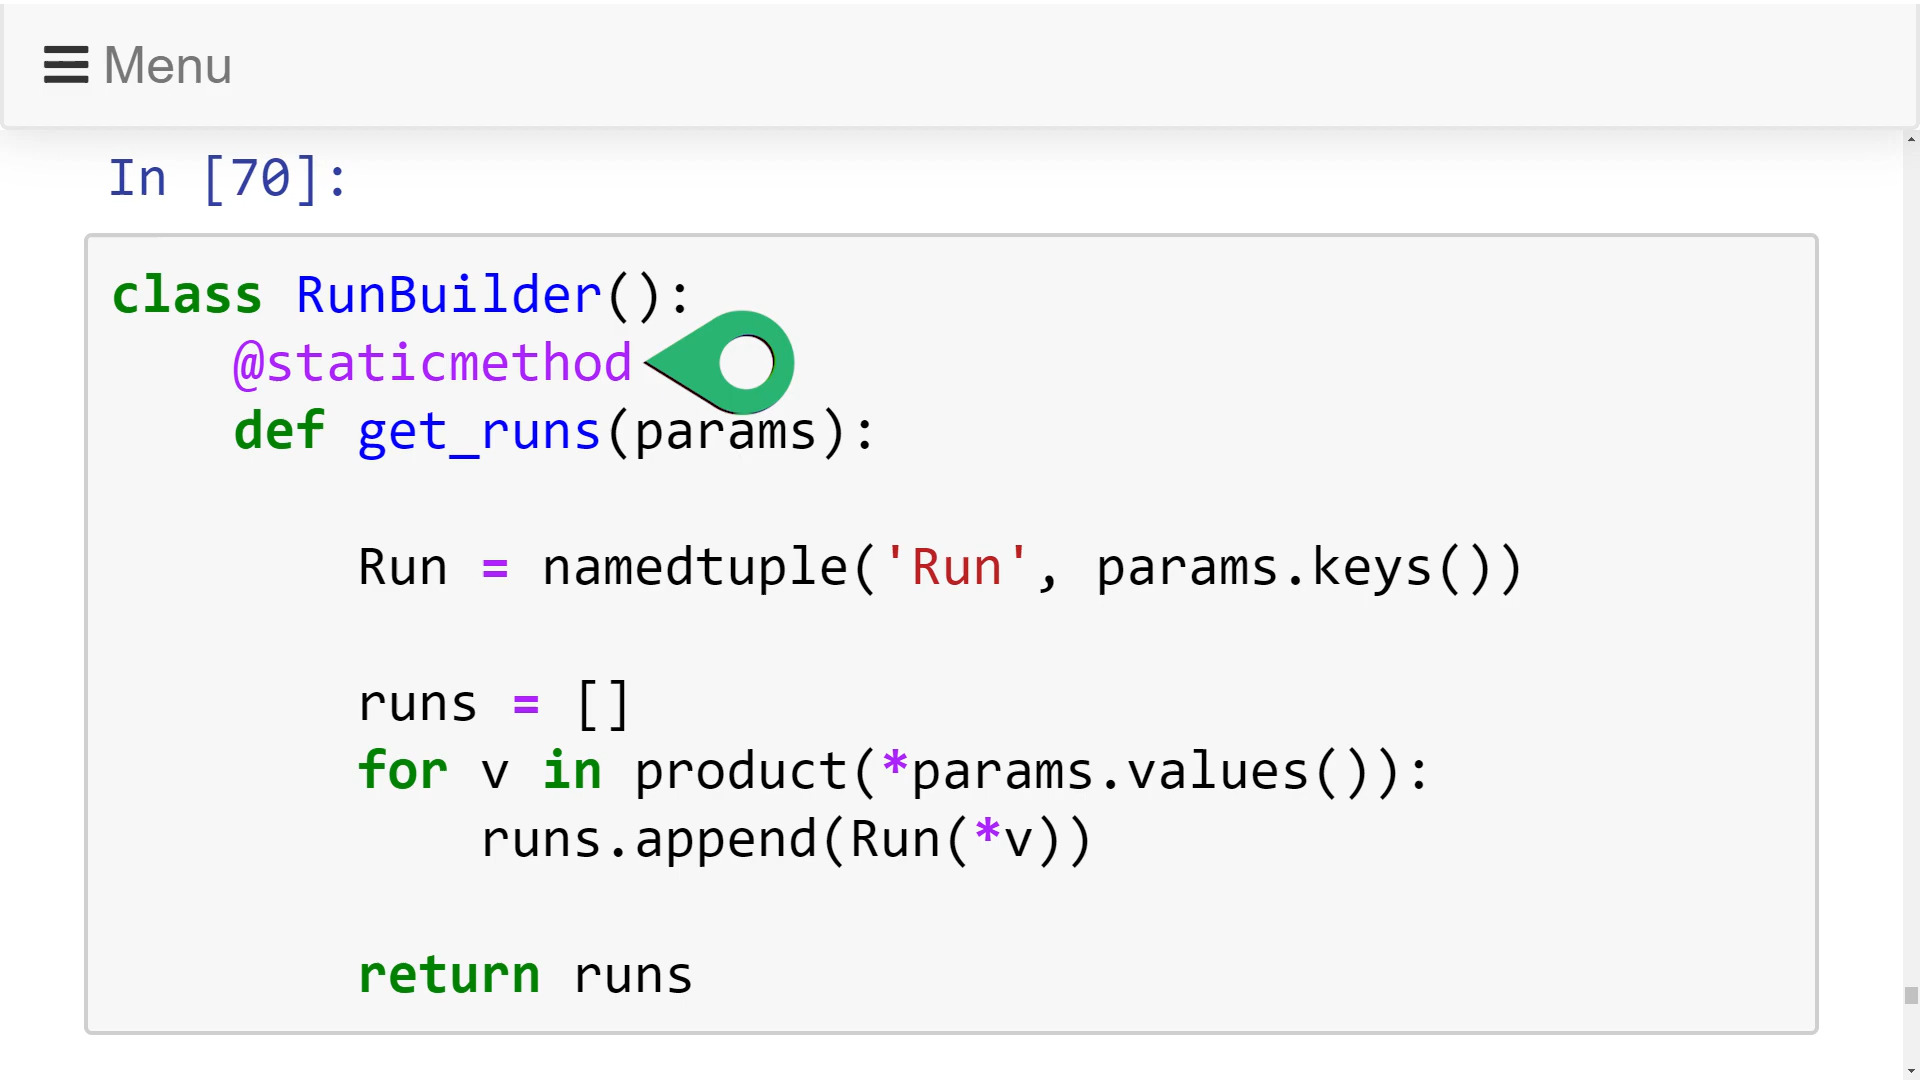 Menu
In [70]:
class RunBuilder():
    @staticmethod
    def get_runs(params):
        Run = namedtuple('Run', params.keys())
        runs = []
        for v in product(*params.values()):
            runs.append(Run(*v))
        return runs